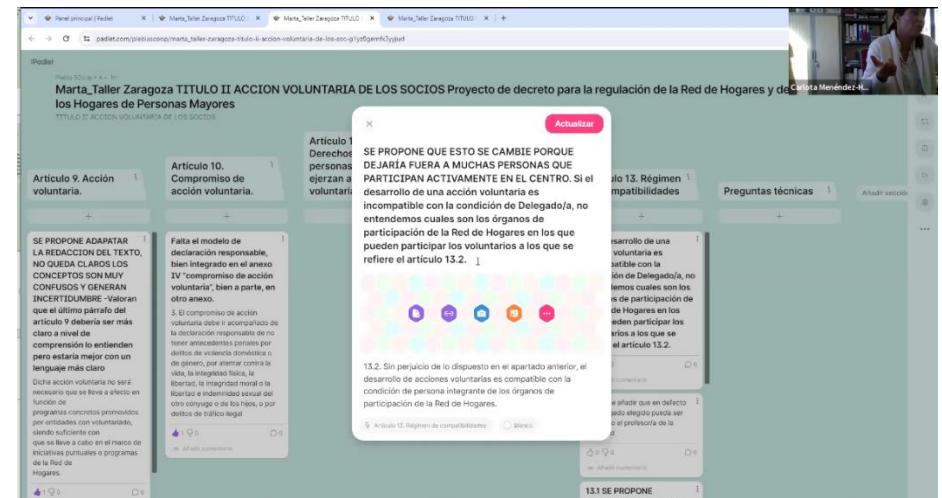 Panel principal | Padlet
Marta_Taller Zaragoza TITULO
Marta_Taller Zaragoza TITULO
Marta_Taller Zaragoza TITULO
Padlet
Marta_Taller Zaragoza TITULO II ACCION VOLUNTARIA DE LOS SOCIOS Proyecto de decreto para la regulación de la Red de Hogares y de
los Hogares de Personas Mayores
TITULO II ACCION VOLUNTARIA DE LOS SOCIOS
Carlota Menéndez-H...
Artículo 9. Acción
voluntaria.
SE PROPONE ADAPATAR
LA REDACCION DEL TEXTO,
NO QUEDA CLAROS LOS
CONCEPTOS SON MUY
CONFUSOS Y GENERAN
INCERTIDUMBRE -Valoran
que el último párrafo del
artículo 9 debería ser más
claro a nivel de
comprensión lo entienden
pero estaría mejor con un
lenguaje más claro
Dicha acción voluntaria no será
necesario que se lleve a efecto en
función de
programas concretos promovidos
por entidades con voluntariado,
siendo suficiente con
que se lleve a cabo en el marco de
iniciativas puntuales o programas
de la Red de
Hogares.
1 0 0
Artículo 10.
Compromiso de
acción voluntaria.
Falta el modelo de
declaración responsable,
bien integrado en el anexo
IV "compromiso de acción
voluntaria", bien a parte, en
otro anexo.
3. El compromiso de acción
voluntaria debe ir acompañado de
la declaración responsable de no
tener antecedentes penales por
delitos de violencia doméstica o
de género, por atentar contra la
vida, la integridad física, la
libertad, la integridad moral o la
libertad e indemnidad sexual del
otro cónyuge o de los hijos, o por
delitos de tráfico ilegal
1 0 0
Añadir comentario
Artículo 1
Derechos
personas
ejerzan a
voluntari
Actualizar
SE PROPONE QUE ESTO SE CAMBIE PORQUE
DEJARÍA FUERA A MUCHAS PERSONAS QUE
PARTICIPAN ACTIVAMENTE EN EL CENTRO. Si el
desarrollo de una acción voluntaria es
incompatible con la condición de Delegado/a, no
entendemos cuales son los órganos de
participación de la Red de Hogares en los que
pueden participar los voluntarios a los que se
refiere el artículo 13.2.
13.2. Sin perjuicio de lo dispuesto en el apartado anterior, el
desarrollo de acciones voluntarias es compatible con la
condición de persona integrante de los órganos de
participación de la Red de Hogares.
Artículo 13. Régimen de compatibilidades
Blanco
ulo 13. Régimen
mpatibilidades
esarrollo de una
voluntaria es
patible con la
ión de Delegado/a, no
demos cuales son los
os de participación de
de Hogares en los
eden participar los
arios a los que se
el artículo 13.2.
0
comentario
e añadir que en defecto
ado elegido pueda ser
o el profesor/a de la
0 0 0
Añadir comentario
13.1 SE PROPONE
Preguntas técnicas
Añadir sección